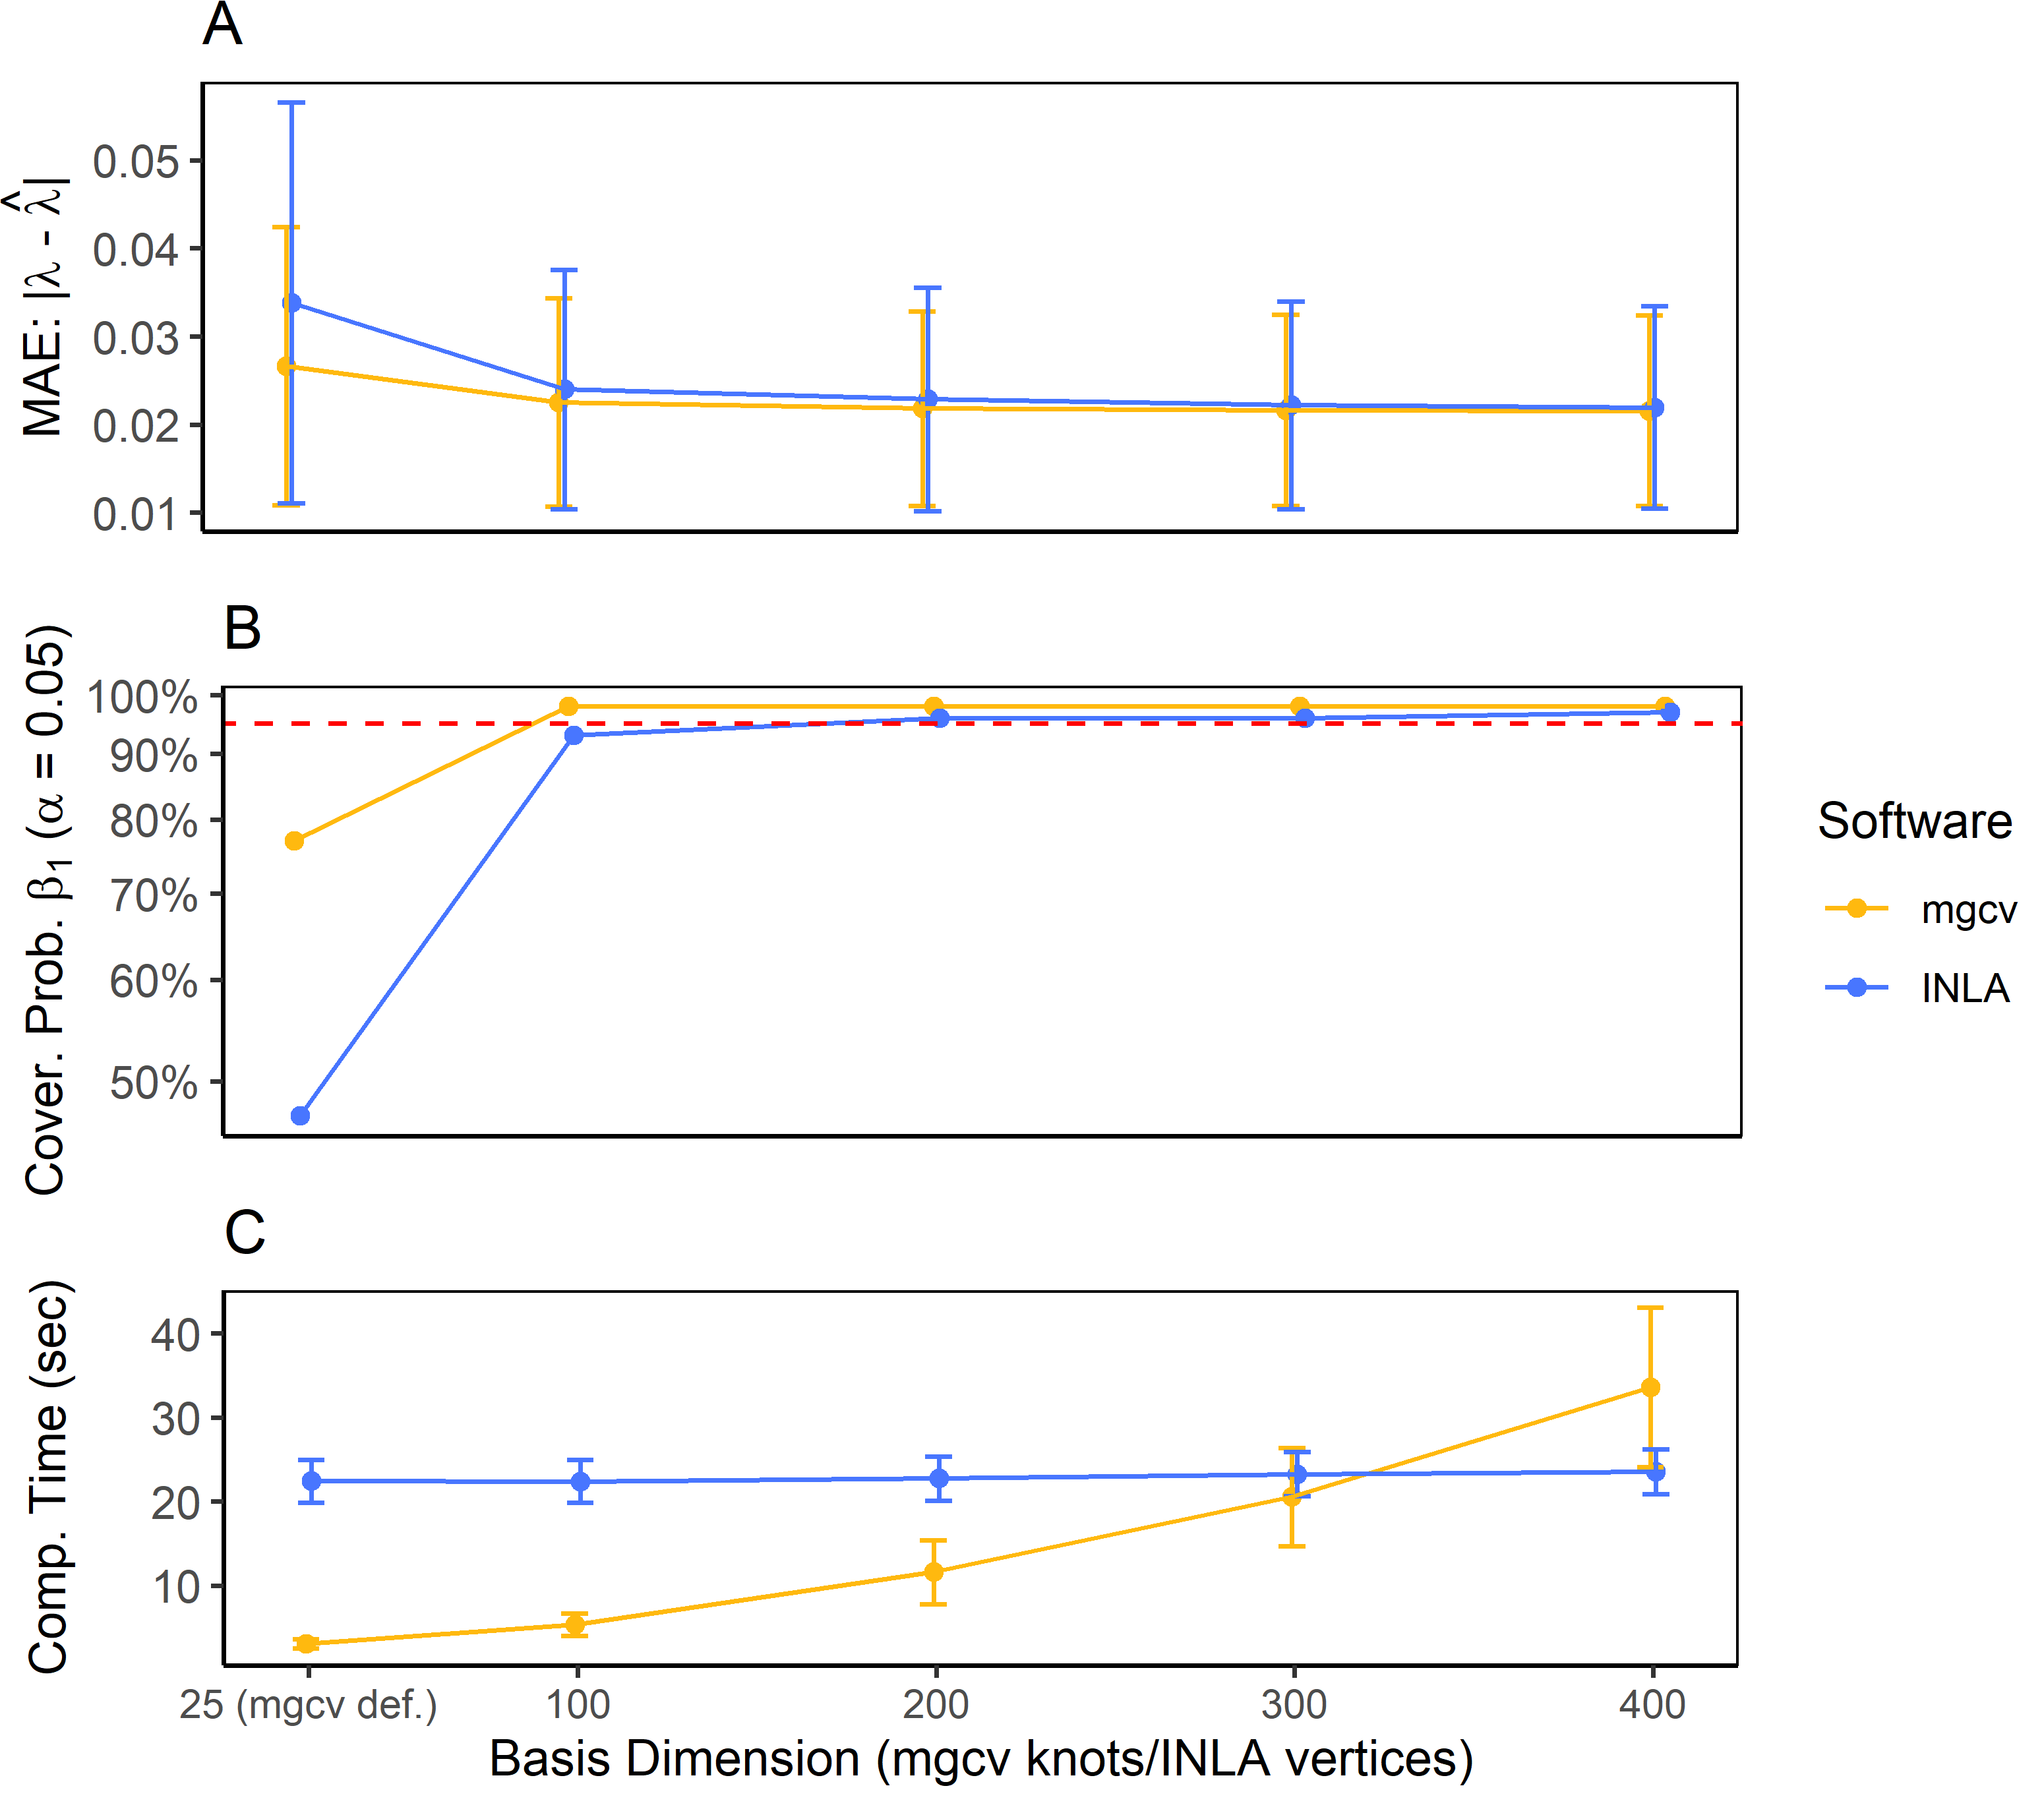 A
MAE: |λ - λ̂|
0.05
0.04
0.03
0.02
0.01
B
Cover. Prob. β₁ (α = 0.05)
100%
90%
80%
70%
60%
50%
Software
mgcv
INLA
C
Comp. Time (sec)
40
30
20
10
25 (mgcv def.) 100 200 300 400
Basis Dimension (mgcv knots/INLA vertices)